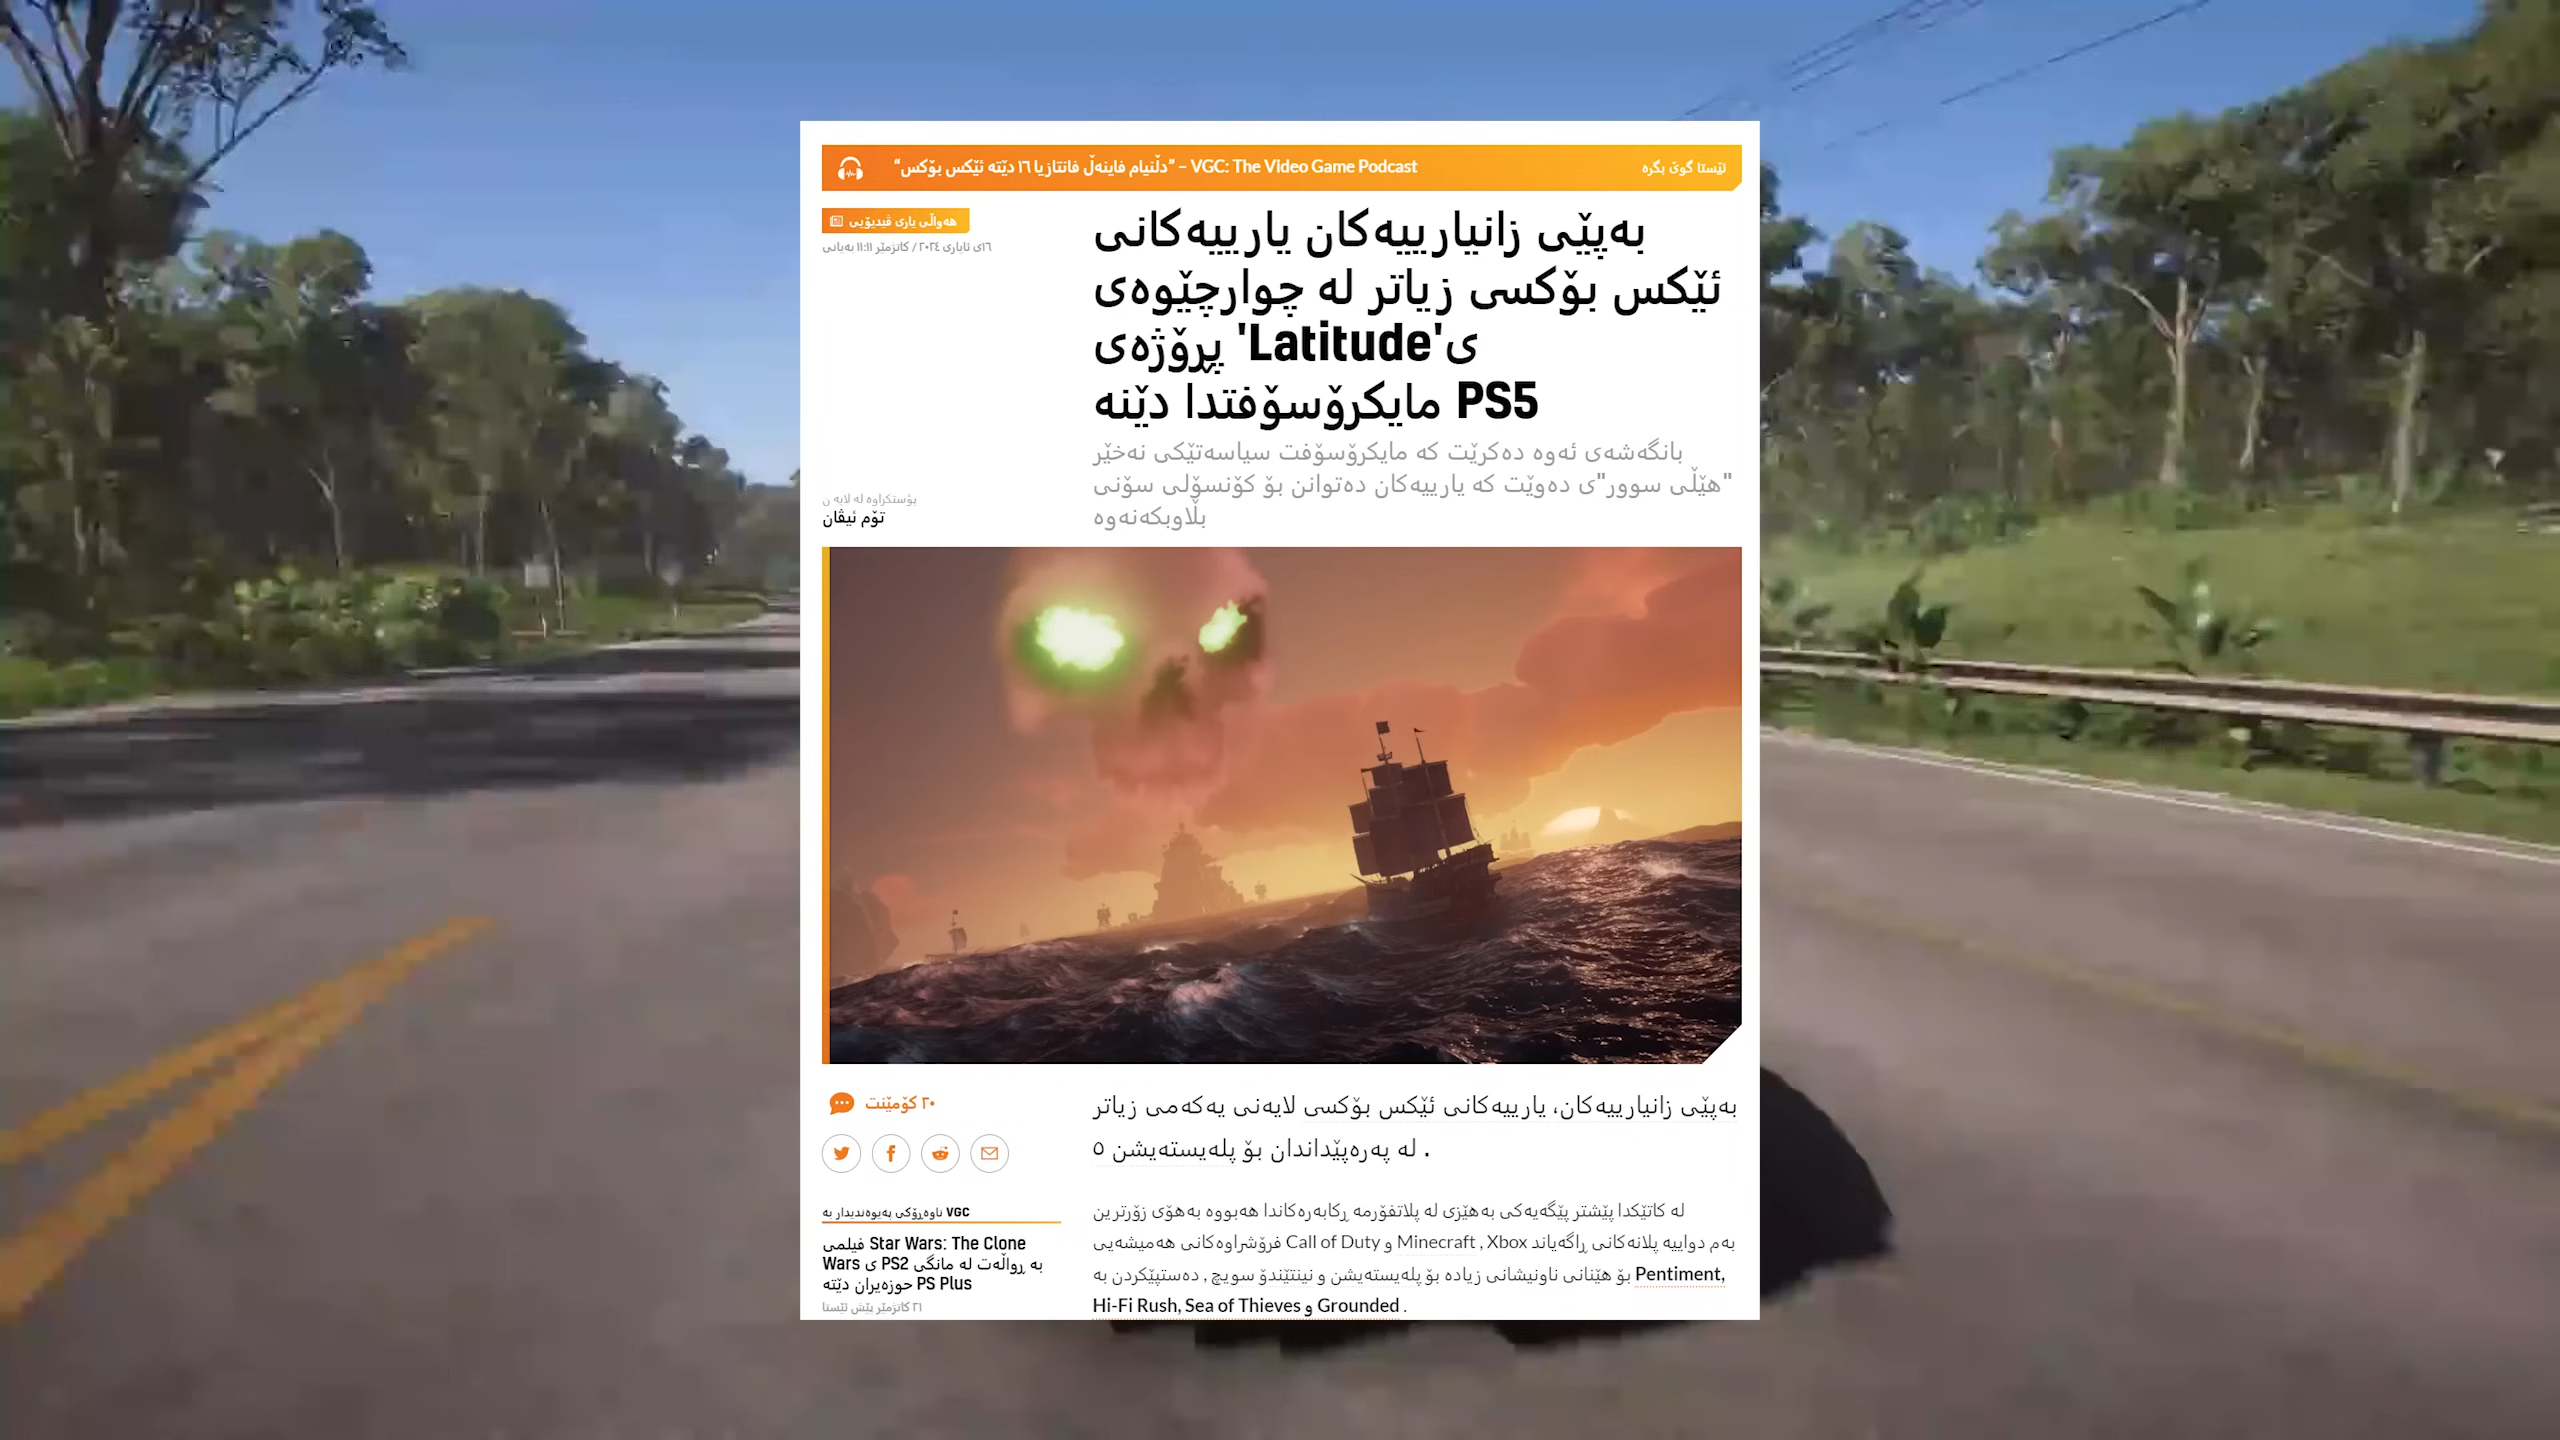 “دڵنیام فاینەڵ فانتازیا ١٦ دێتە ئێکس بۆکس” – VGC: The Video Game Podcast
ئێستا گوێ بگرە
هەواڵی یاری ڤیدیۆیی
١٦ی ئایاری ٢٠٢٤ / کاتژمێر ١١:١١ بەیانی
بەپێی زانیارییەکان یارییەکانی
ئێکس بۆکسی زیاتر لە چوارچێوەی
پڕۆژەی 'Latitude'ی
مایکرۆسۆفتدا دێنە PS5
بانگەشەی ئەوە دەکرێت کە مایکرۆسۆفت سیاسەتێکی نەخێر
"هێڵی سوور"ی دەوێت کە یارییەکان دەتوانن بۆ کۆنسۆلی سۆنی
بڵاوبکەنەوە
پۆستکراوە لە لایە ن
تۆم ئیڤان
٢٠ کۆمێنت
بەپێی زانیارییەکان، یارییەکانی ئێکس بۆکسی لایەنی یەکەمی زیاتر
لە پەرەپێداندان بۆ پلەیستەیشن ٥ .
لە کاتێکدا پێشتر پێگەیەکی بەهێزی لە پلاتفۆرمە ڕکابەرەکاندا هەبووە بەهۆی زۆرترین
فرۆشراوەکانی هەمیشەیی Call of Duty و Minecraft , Xbox بەم دواییە پلانەکانی ڕاگەیاند
بۆ هێنانی ناونیشانی زیادە بۆ پلەیستەیشن و نینتێندۆ سویچ , دەستپێکردن بە Pentiment,
Hi-Fi Rush, Sea of Thieves و Grounded .
ناوەڕۆکی پەیوەندیدار بە VGC
فیلمی Star Wars: The Clone
Wars ی PS2 بە ڕواڵەت لە مانگی
حوزەیران دێتە PS Plus
٢١ کاتژمێر پێش ئێستا